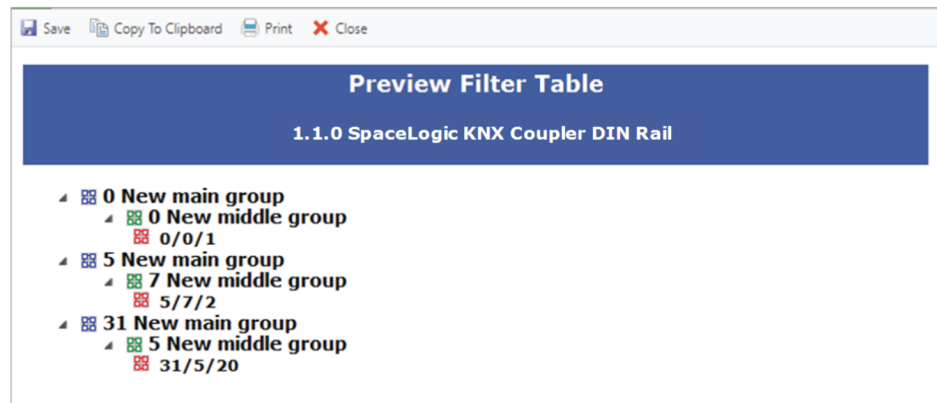 Save Copy To Clipboard Print Close
Preview Filter Table
1.1.0 SpaceLogic KNX Coupler DIN Rail
0 New main group
0 New middle group
0/0/1
5 New main group
7 New middle group
5/7/2
31 New main group
5 New middle group
31/5/20